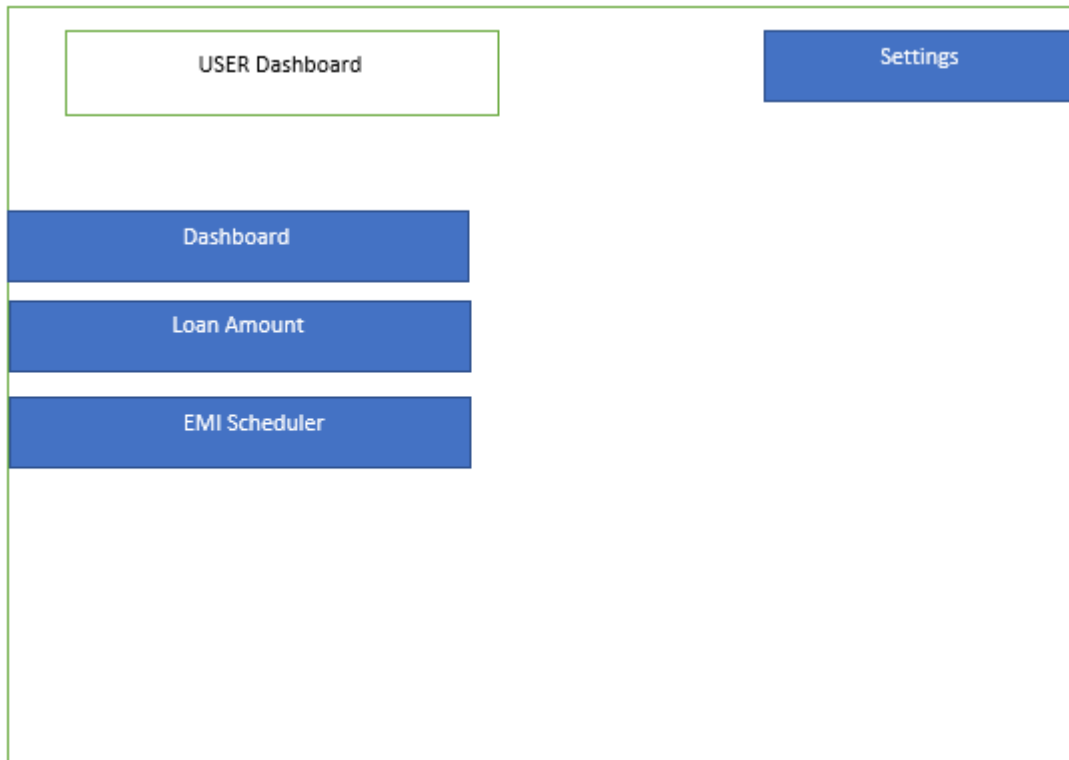 USER Dashboard
Settings
Dashboard
Loan Amount
EMI Scheduler